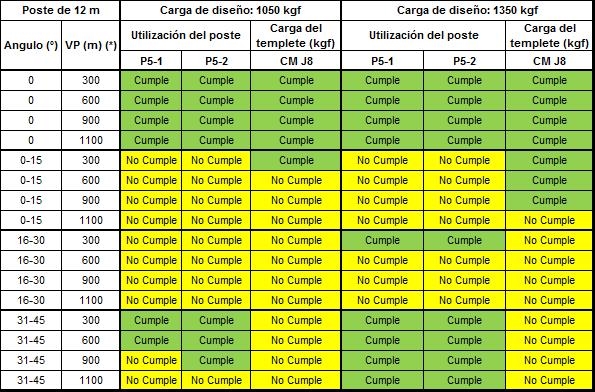 Poste de 12 m Carga de diseño: 1050 kgf Carga de diseño: 1350 kgf
Angulo (°) VP (m) (*) Utilización del poste Carga del templete (kgf) Utilización del poste Carga del templete (kgf)
P5-1 P5-2 CM J8 P5-1 P5-2 CM J8
0 300 Cumple Cumple Cumple Cumple Cumple Cumple
0 600 Cumple Cumple Cumple Cumple Cumple Cumple
0 900 Cumple Cumple Cumple Cumple Cumple Cumple
0 1100 Cumple Cumple Cumple Cumple Cumple Cumple
0-15 300 No Cumple No Cumple Cumple No Cumple No Cumple Cumple
0-15 600 No Cumple No Cumple No Cumple No Cumple No Cumple Cumple
0-15 900 No Cumple No Cumple No Cumple No Cumple No Cumple Cumple
0-15 1100 No Cumple No Cumple No Cumple No Cumple No Cumple No Cumple
16-30 300 No Cumple No Cumple No Cumple Cumple Cumple No Cumple
16-30 600 No Cumple No Cumple No Cumple No Cumple No Cumple No Cumple
16-30 900 No Cumple No Cumple No Cumple No Cumple No Cumple No Cumple
16-30 1100 No Cumple No Cumple No Cumple No Cumple No Cumple No Cumple
31-45 300 Cumple Cumple No Cumple Cumple Cumple No Cumple
31-45 600 Cumple Cumple No Cumple Cumple Cumple No Cumple
31-45 900 No Cumple Cumple No Cumple Cumple Cumple No Cumple
31-45 1100 No Cumple No Cumple No Cumple Cumple Cumple No Cumple